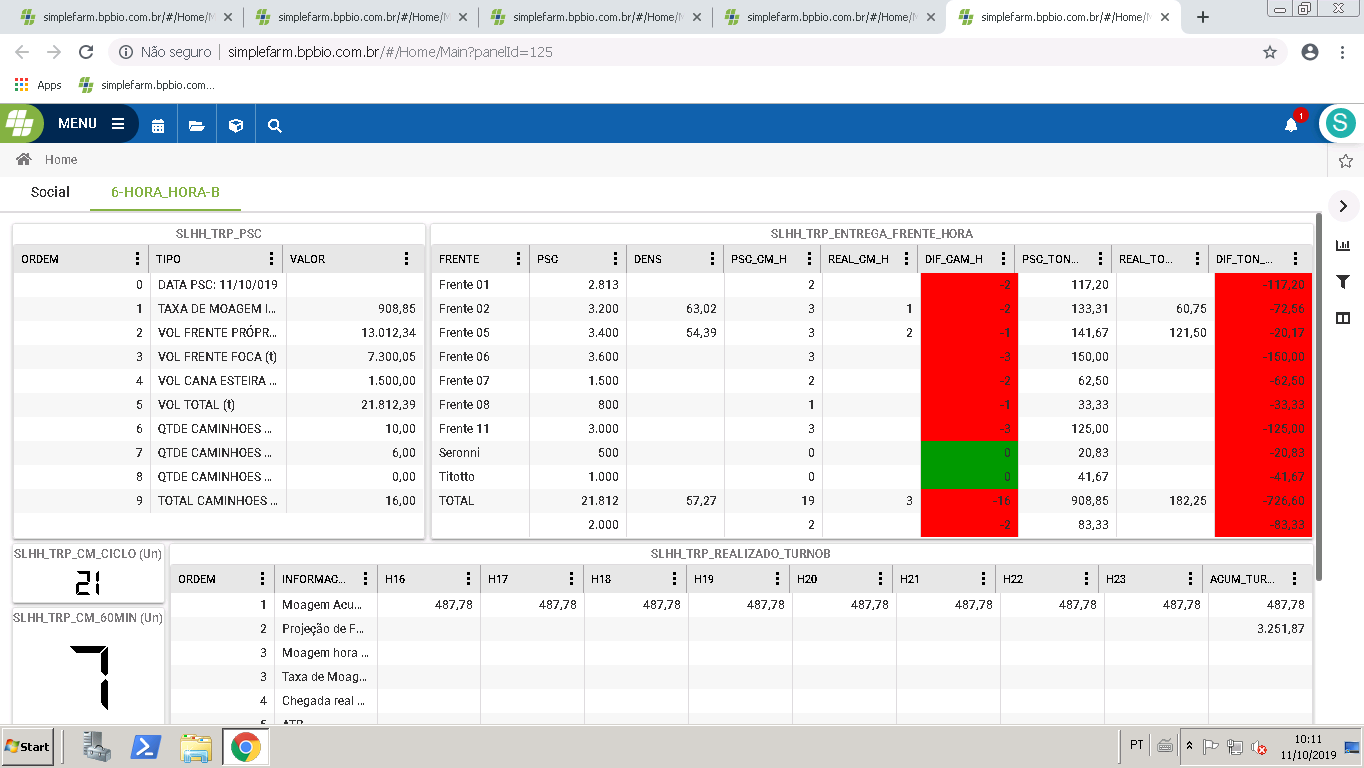 simplefarm.bpbio.com.br/#/Home/
simplefarm.bpbio.com.br/#/Home/
simplefarm.bpbio.com.br/#/Home/
simplefarm.bpbio.com.br/#/Home/
simplefarm.bpbio.com.br/#/Home/
Não seguro simplefarm.bpbio.com.br/#/Home/Main?panelId=125
Apps simplefarm.bpbio.com...
MENU 1 S
Home
Social 6-HORA_HORA-B
SLHH_TRP_PSC
ORDEM TIPO VALOR
0 DATA PSC: 11/10/019
1 TAXA DE MOAGEM I... 908,85
2 VOL FRENTE PRÓPR... 13.012,34
3 VOL FRENTE FOCA (t) 7.300,05
4 VOL CANA ESTEIRA ... 1.500,00
5 VOL TOTAL (t) 21.812,39
6 QTDE CAMINHOES ... 10,00
7 QTDE CAMINHOES ... 6,00
8 QTDE CAMINHOES ... 0,00
9 TOTAL CAMINHOES ... 16,00
SLHH_TRP_ENTREGA_FRENTE_HORA
FRENTE PSC DENS PSC_CM_H REAL_CM_H DIF_CAM_H PSC_TON... REAL_TO... DIF_TON_...
Frente 01 2.813 2 -2 117,20 -117,20
Frente 02 3.200 63,02 3 1 -2 133,31 60,75 -72,56
Frente 05 3.400 54,39 3 2 -1 141,67 121,50 -20,17
Frente 06 3.600 3 -3 150,00 -150,00
Frente 07 1.500 2 -2 62,50 -62,50
Frente 08 800 1 -1 33,33 -33,33
Frente 11 3.000 3 -3 125,00 -125,00
Seronni 500 0 0 20,83 -20,83
Titotto 1.000 0 0 41,67 -41,67
TOTAL 21.812 57,27 19 3 -16 908,85 182,25 -726,60
2.000 2 -2 83,33 -83,33
SLHH_TRP_CM_CICLO (Un)
21
SLHH_TRP_CM_60MIN (Un)
7
SLHH_TRP_REALIZADO_TURNOB
ORDEM INFORMAC... H16 H17 H18 H19 H20 H21 H22 H23 ACUM_TUR...
1 Moagem Acu... 487,78 487,78 487,78 487,78 487,78 487,78 487,78 487,78 487,78
2 Projeção de F... 3.251,87
3 Moagem hora ...
3 Taxa de Moag...
4 Chegada real ...
5 ATR
Start PT 10:11
11/10/2019